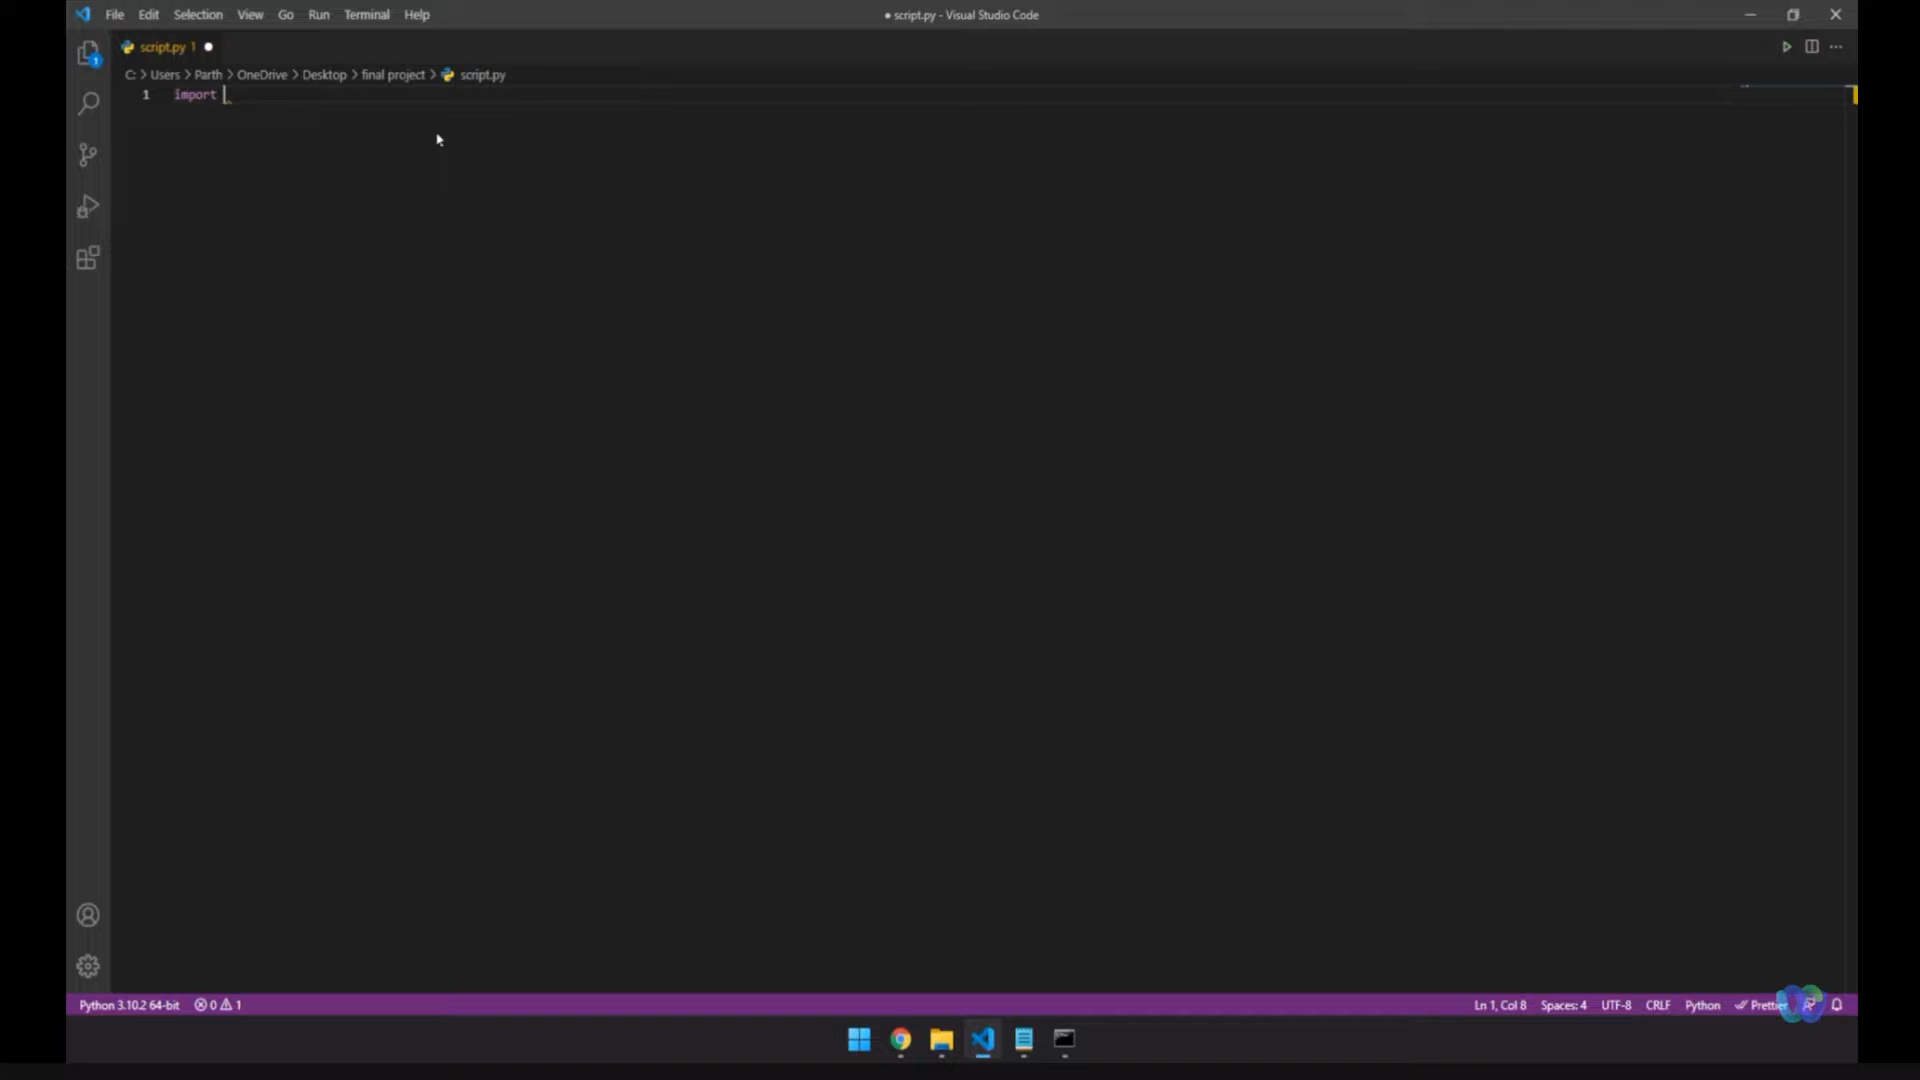 File Edit Selection View Go Run Terminal Help
● script.py - Visual Studio Code
script.py 1 ●
C: > Users > Parth > OneDrive > Desktop > final project > script.py
1 import
1
Python 3.10.2 64-bit 0 1
Ln 1, Col 8 Spaces: 4 UTF-8 CRLF Python Prettier